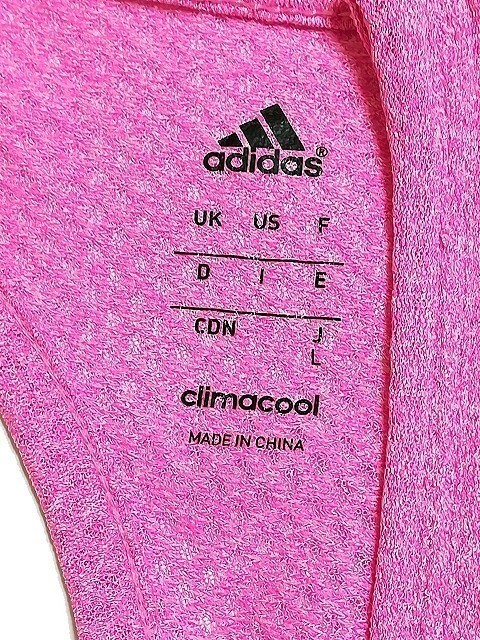 adidas®
UK US F
D I E
CDN J
L
climacool
MADE IN CHINA